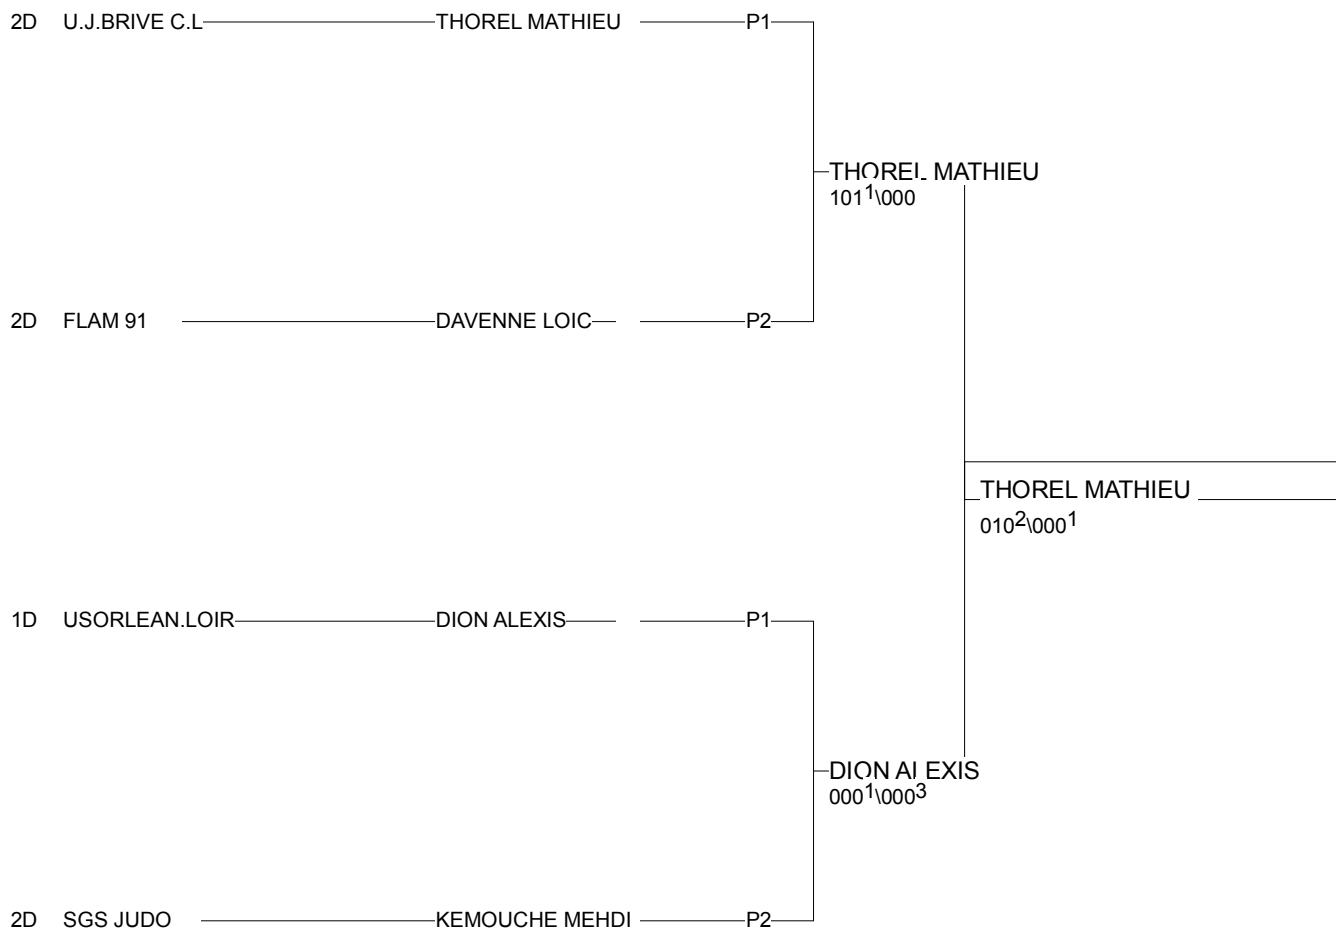 2D U.J.BRIVE C.L THOREL MATHIEU P1
THOREL MATHIEU
101¹\000
2D FLAM 91 DAVENNE LOIC P2
THOREL MATHIEU
010²\000¹
1D USORLEAN.LOIR DION ALEXIS P1
DION ALEXIS
000¹\000³
2D SGS JUDO KEMOUCHE MEHDI P2